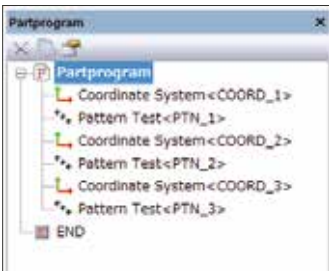 Partprogram
Partprogram
Coordinate System<COORD_1>
Pattern Test<PTN_1>
Coordinate System<COORD_2>
Pattern Test<PTN_2>
Coordinate System<COORD_3>
Pattern Test<PTN_3>
END